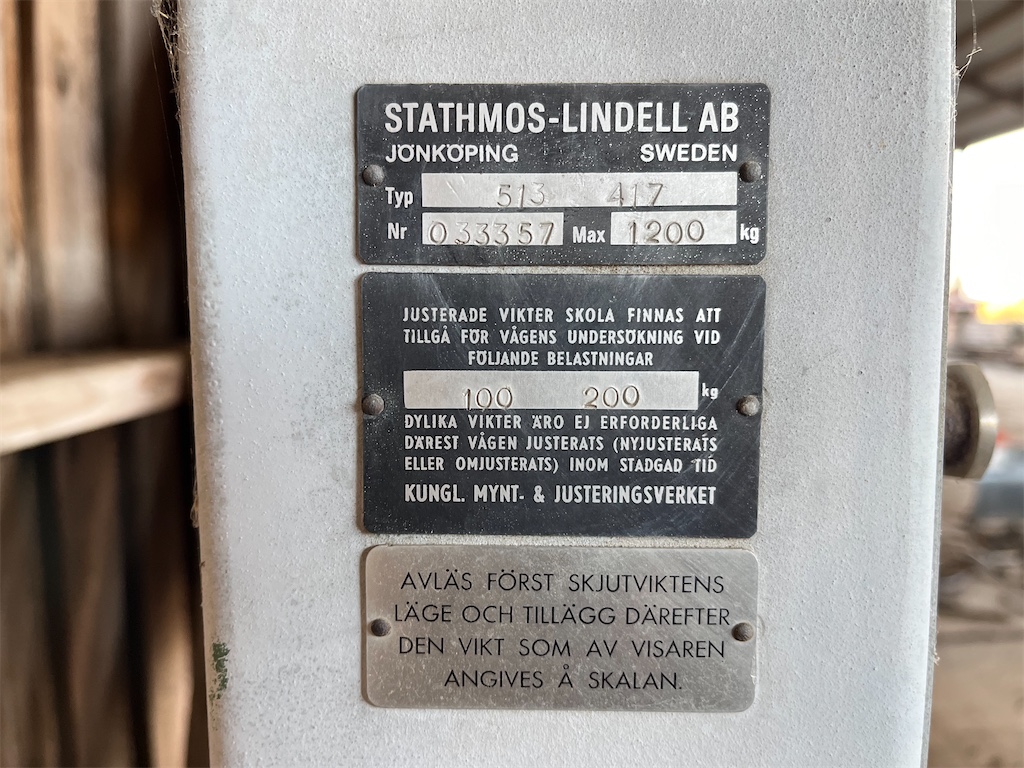 STATHMOS-LINDELL AB
JÖNKÖPING SWEDEN
Typ 513 417
Nr 033357 Max 1200 kg
JUSTERADE VIKTER SKOLA FINNAS ATT
TILLGÅ FÖR VÅGENS UNDERSÖKNING VID
FÖLJANDE BELASTNINGAR
100 200 kg
DYLIKA VIKTER ÄRO EJ ERFORDERLIGA
DÄREST VÅGEN JUSTERATS (NYJUSTERATS
ELLER OMJUSTERATS) INOM STADGAD TID
KUNGL. MYNT- & JUSTERINGSVERKET
AVLÄS FÖRST SKJUTVIKTENS
LÄGE OCH TILLÄGG DÄREFTER
DEN VIKT SOM AV VISAREN
ANGIVES Å SKALAN.